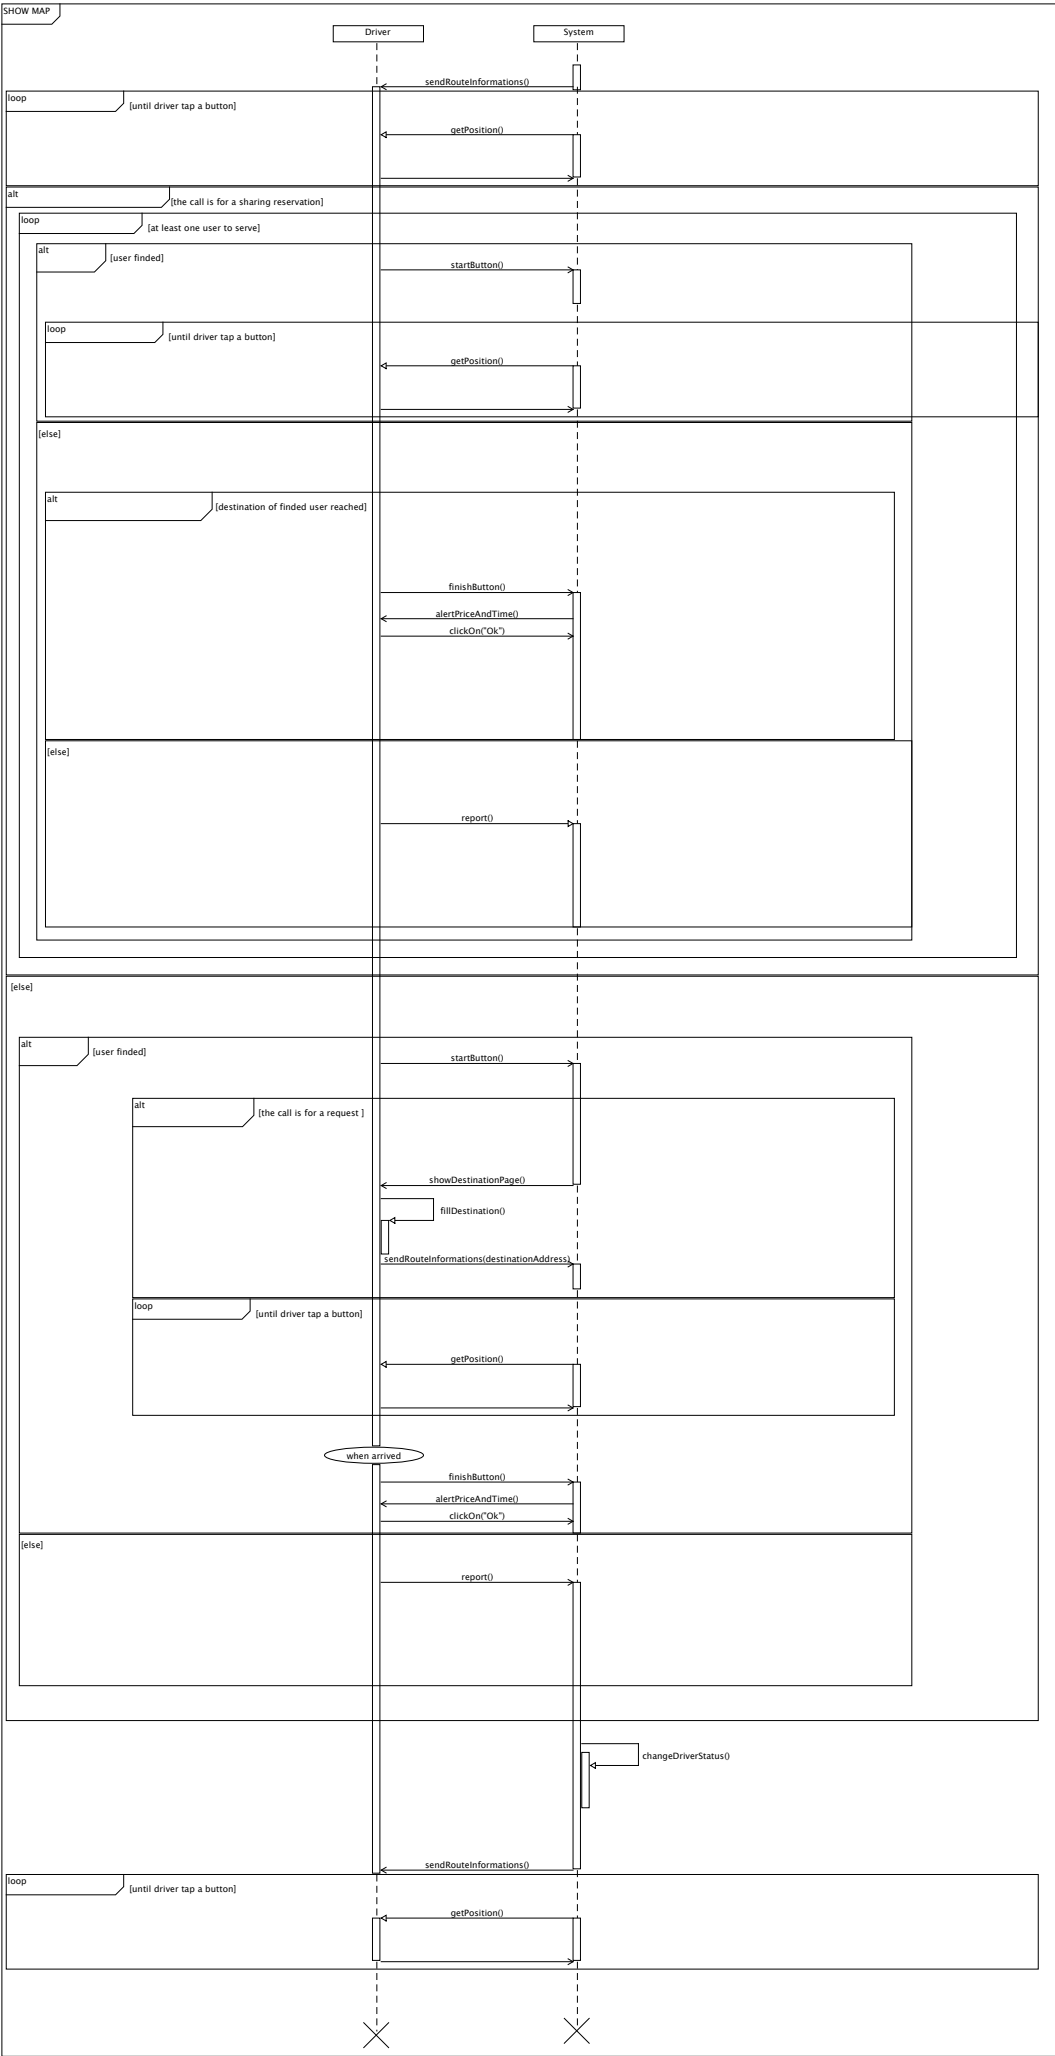 SHOW MAP
Driver
System
sendRouteInformations()
loop
[until driver tap a button]
getPosition()
alt
[the call is for a sharing reservation]
loop
[at least one user to serve]
alt
[user finded]
startButton()
loop
[until driver tap a button]
getPosition()
[else]
alt
[destination of finded user reached]
finishButton()
alertPriceAndTime()
clickOn("Ok")
[else]
report()
[else]
alt
[user finded]
startButton()
alt
[the call is for a request ]
showDestinationPage()
fillDestination()
sendRouteInformations(destinationAddress)
loop
[until driver tap a button]
getPosition()
when arrived
finishButton()
alertPriceAndTime()
clickOn("Ok")
[else]
report()
changeDriverStatus()
sendRouteInformations()
loop
[until driver tap a button]
getPosition()